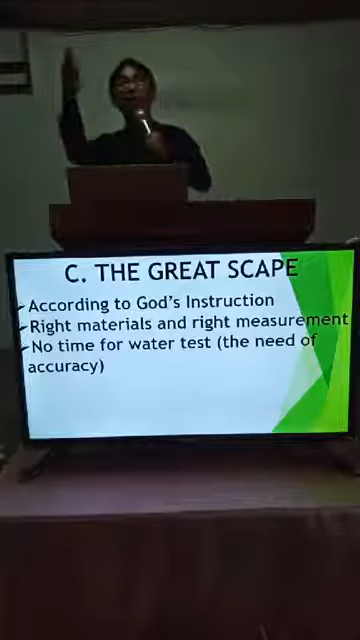 C. THE GREAT SCAPE
According to God's Instruction
Right materials and right measurement
No time for water test (the need of
accuracy)